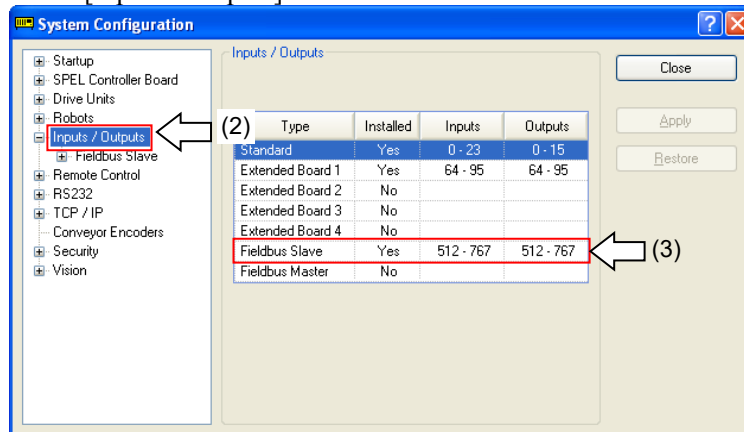 System Configuration
Startup
SPEL Controller Board
Drive Units
Robots
Inputs / Outputs
Fieldbus Slave
Remote Control
RS232
TCP / IP
Conveyor Encoders
Security
Vision
(2)
Inputs / Outputs
Type Installed Inputs Outputs
Standard Yes 0 - 23 0 - 15
Extended Board 1 Yes 64 - 95 64 - 95
Extended Board 2 No
Extended Board 3 No
Extended Board 4 No
Fieldbus Slave Yes 512 - 767 512 - 767
Fieldbus Master No
(3)
Close
Apply
Restore